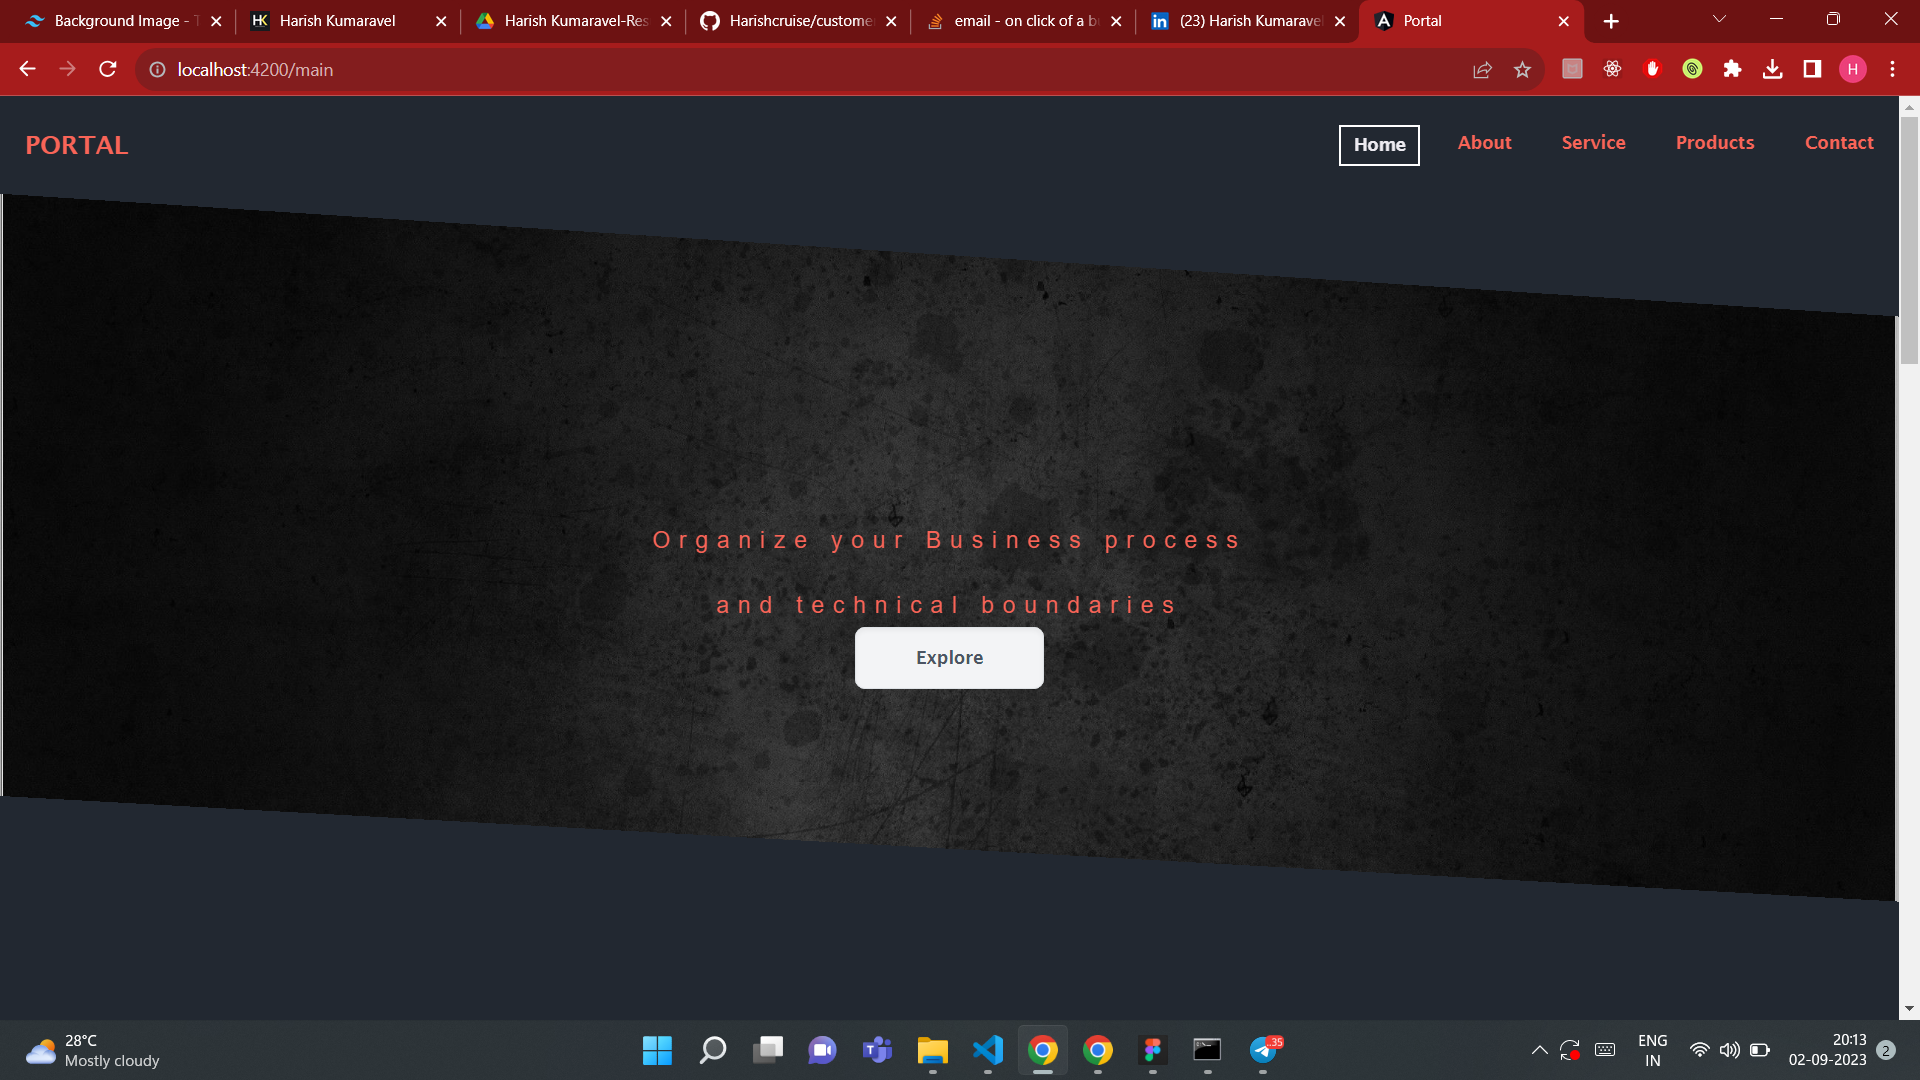 Background Image - T
Harish Kumaravel
Harish Kumaravel-Res
Harishcruise/custome
email - on click of a b
(23) Harish Kumaravel
Portal
localhost:4200/main
H
PORTAL
Home
About
Service
Products
Contact
Organize your Business process
and technical boundaries
Explore
28°C
Mostly cloudy
35
ENG
IN
20:13
02-09-2023
2